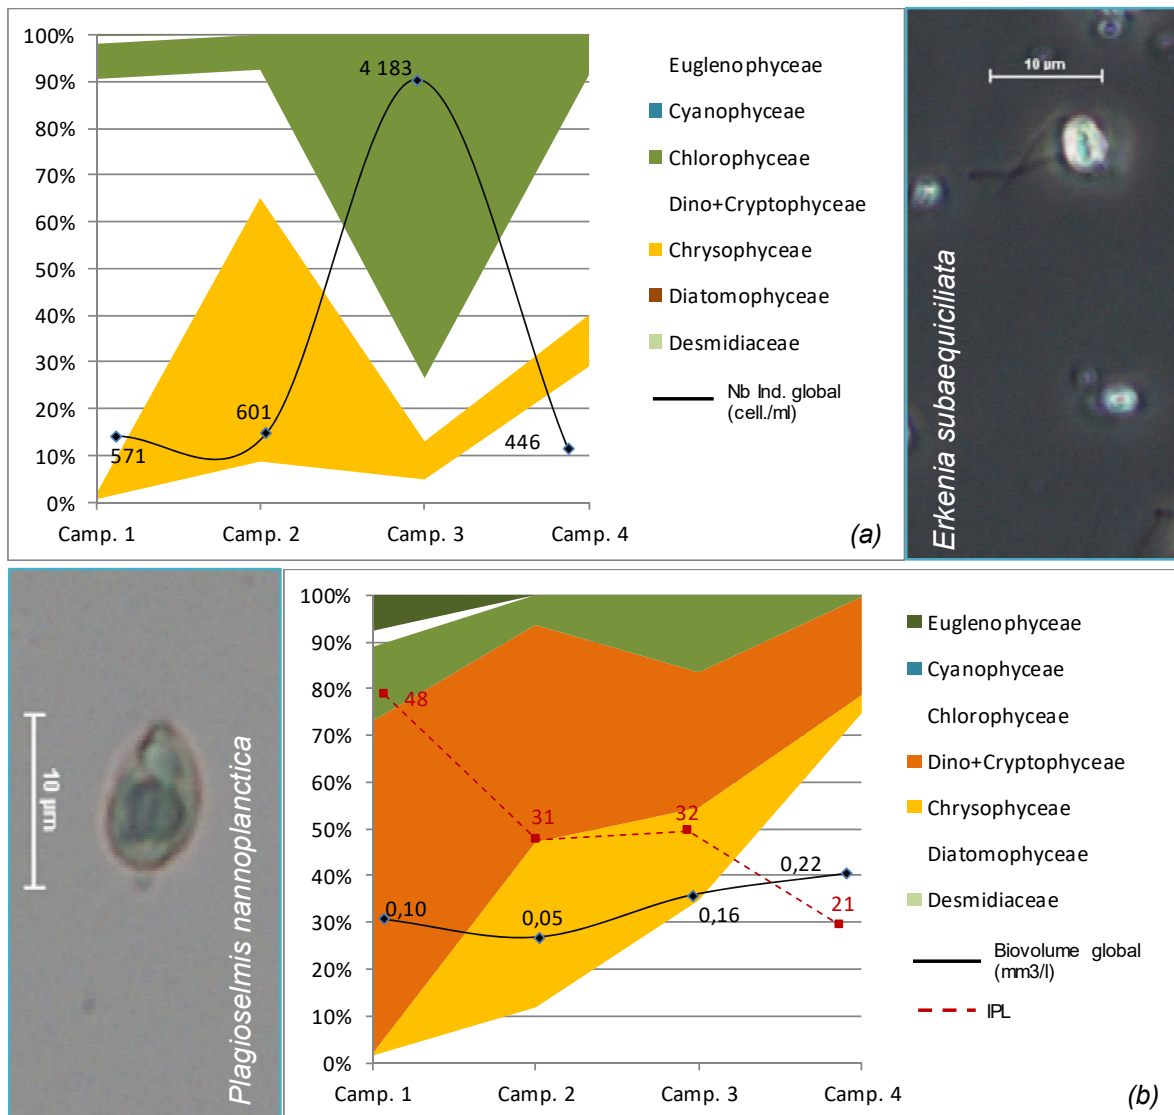 100%
90%
80%
70%
60%
50%
40%
30%
20%
10%
0%
571
601
4 183
446
Camp. 1 Camp. 2 Camp. 3 Camp. 4
Euglenophyceae
Cyanophyceae
Chlorophyceae
Dino+Cryptophyceae
Chrysophyceae
Diatomophyceae
Desmidiaceae
Nb Ind. global
(cell./ml)
(a)
10 µm
Erkenia subaequiciliata
10 µm
Plagioselmis nannoplanctica
100%
90%
80%
70%
60%
50%
40%
30%
20%
10%
0%
48
31
32
21
0,10
0,05
0,16
0,22
Camp. 1 Camp. 2 Camp. 3 Camp. 4
Euglenophyceae
Cyanophyceae
Chlorophyceae
Dino+Cryptophyceae
Chrysophyceae
Diatomophyceae
Desmidiaceae
Biovolume global
(mm3/l)
IPL
(b)